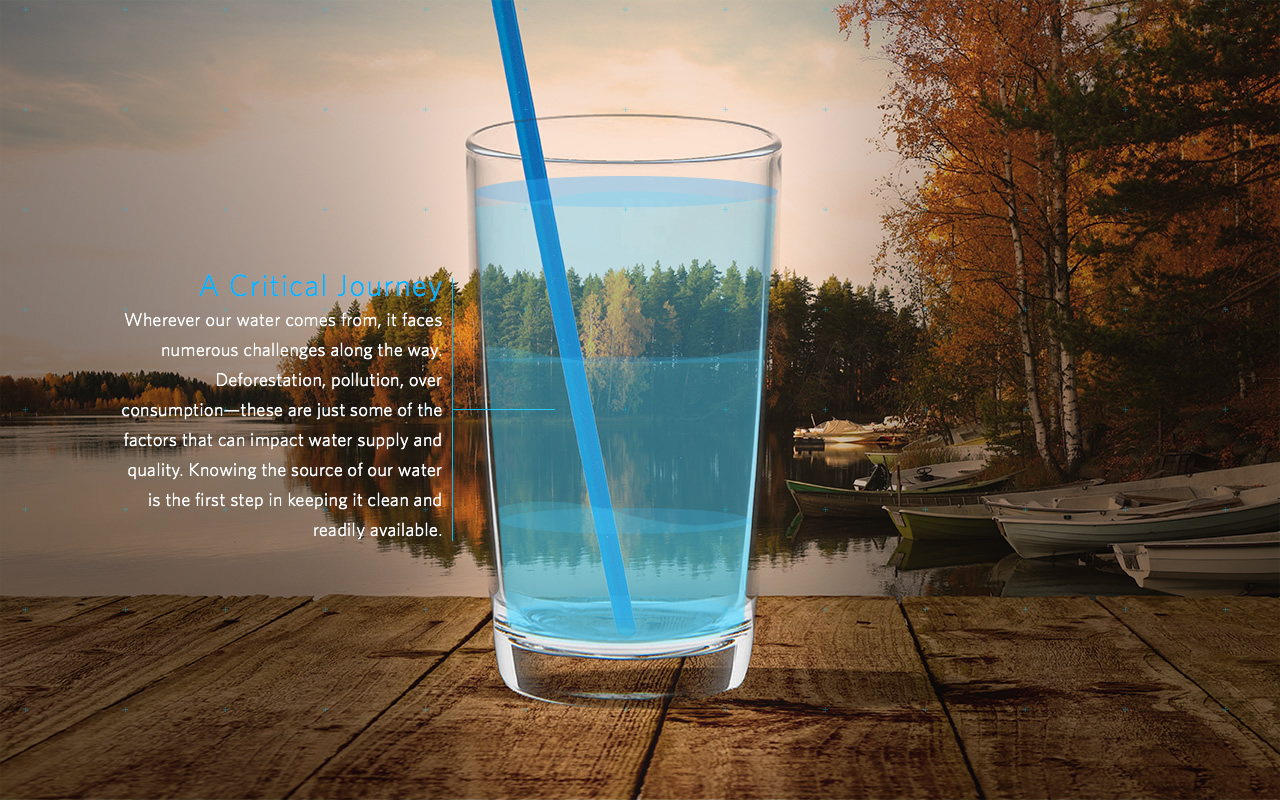 A Critical Journey
Wherever our water comes from, it faces
numerous challenges along the way.
Deforestation, pollution, over
consumption—these are just some of the
factors that can impact water supply and
quality. Knowing the source of our water
is the first step in keeping it clean and
readily available.